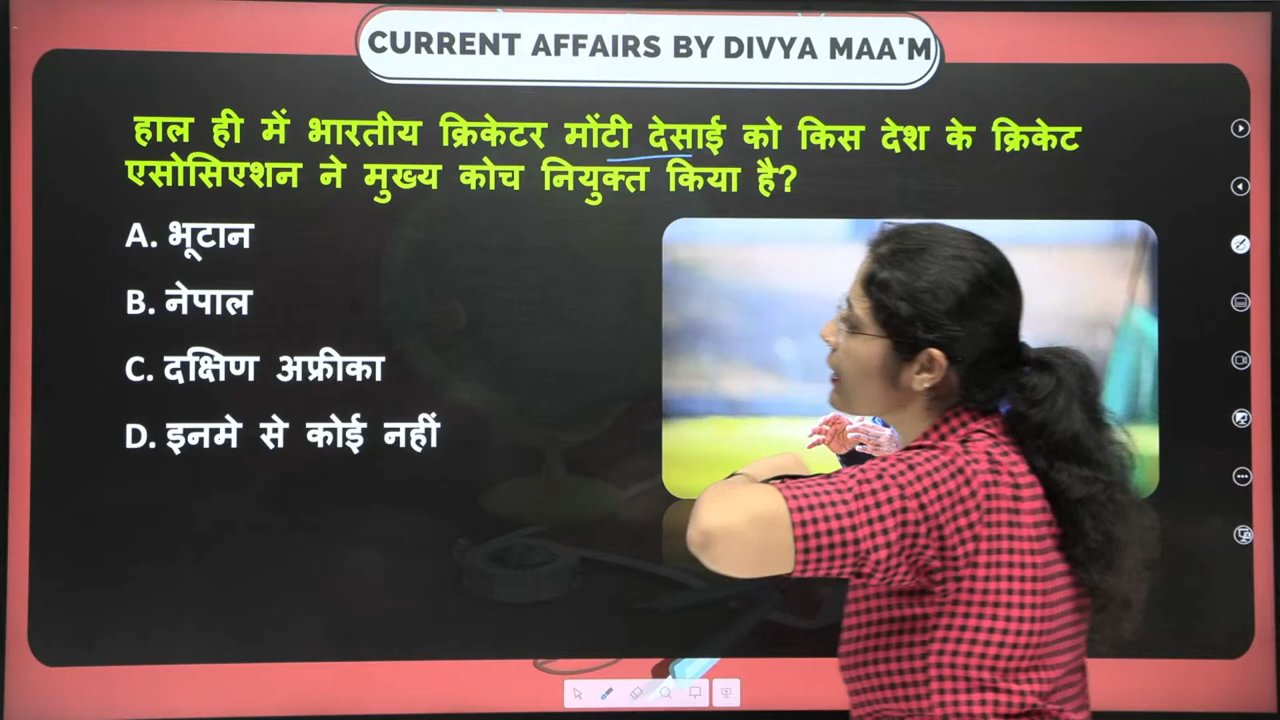 CURRENT AFFAIRS BY DIVYA MAA'M
हाल ही में भारतीय क्रिकेटर मोंटी देसाई को किस देश के क्रिकेट
एसोसिएशन ने मुख्य कोच नियुक्त किया है?
A. भूटान
B. नेपाल
C. दक्षिण अफ्रीका
D. इनमे से कोई नहीं